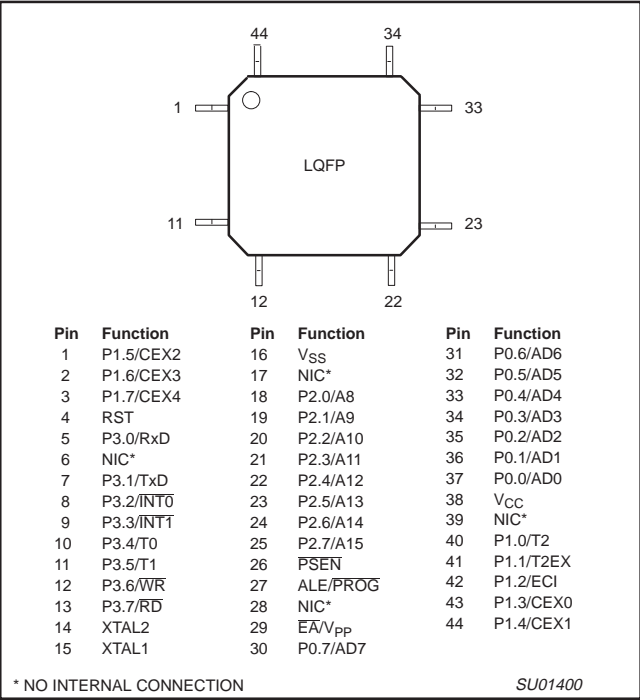 44 34
1 33
LQFP
11 23
12 22
Pin Function Pin Function Pin Function
1 P1.5/CEX2 16 VSS 31 P0.6/AD6
2 P1.6/CEX3 17 NIC* 32 P0.5/AD5
3 P1.7/CEX4 18 P2.0/A8 33 P0.4/AD4
4 RST 19 P2.1/A9 34 P0.3/AD3
5 P3.0/RxD 20 P2.2/A10 35 P0.2/AD2
6 NIC* 21 P2.3/A11 36 P0.1/AD1
7 P3.1/TxD 22 P2.4/A12 37 P0.0/AD0
8 P3.2/I̅N̅T̅0̅ 23 P2.5/A13 38 VCC
9 P3.3/I̅N̅T̅1̅ 24 P2.6/A14 39 NIC*
10 P3.4/T0 25 P2.7/A15 40 P1.0/T2
11 P3.5/T1 26 P̅S̅E̅N̅ 41 P1.1/T2EX
12 P3.6/W̅R̅ 27 ALE/P̅R̅O̅G̅ 42 P1.2/ECI
13 P3.7/R̅D̅ 28 NIC* 43 P1.3/CEX0
14 XTAL2 29 E̅A̅/VPP 44 P1.4/CEX1
15 XTAL1 30 P0.7/AD7
* NO INTERNAL CONNECTION SU01400